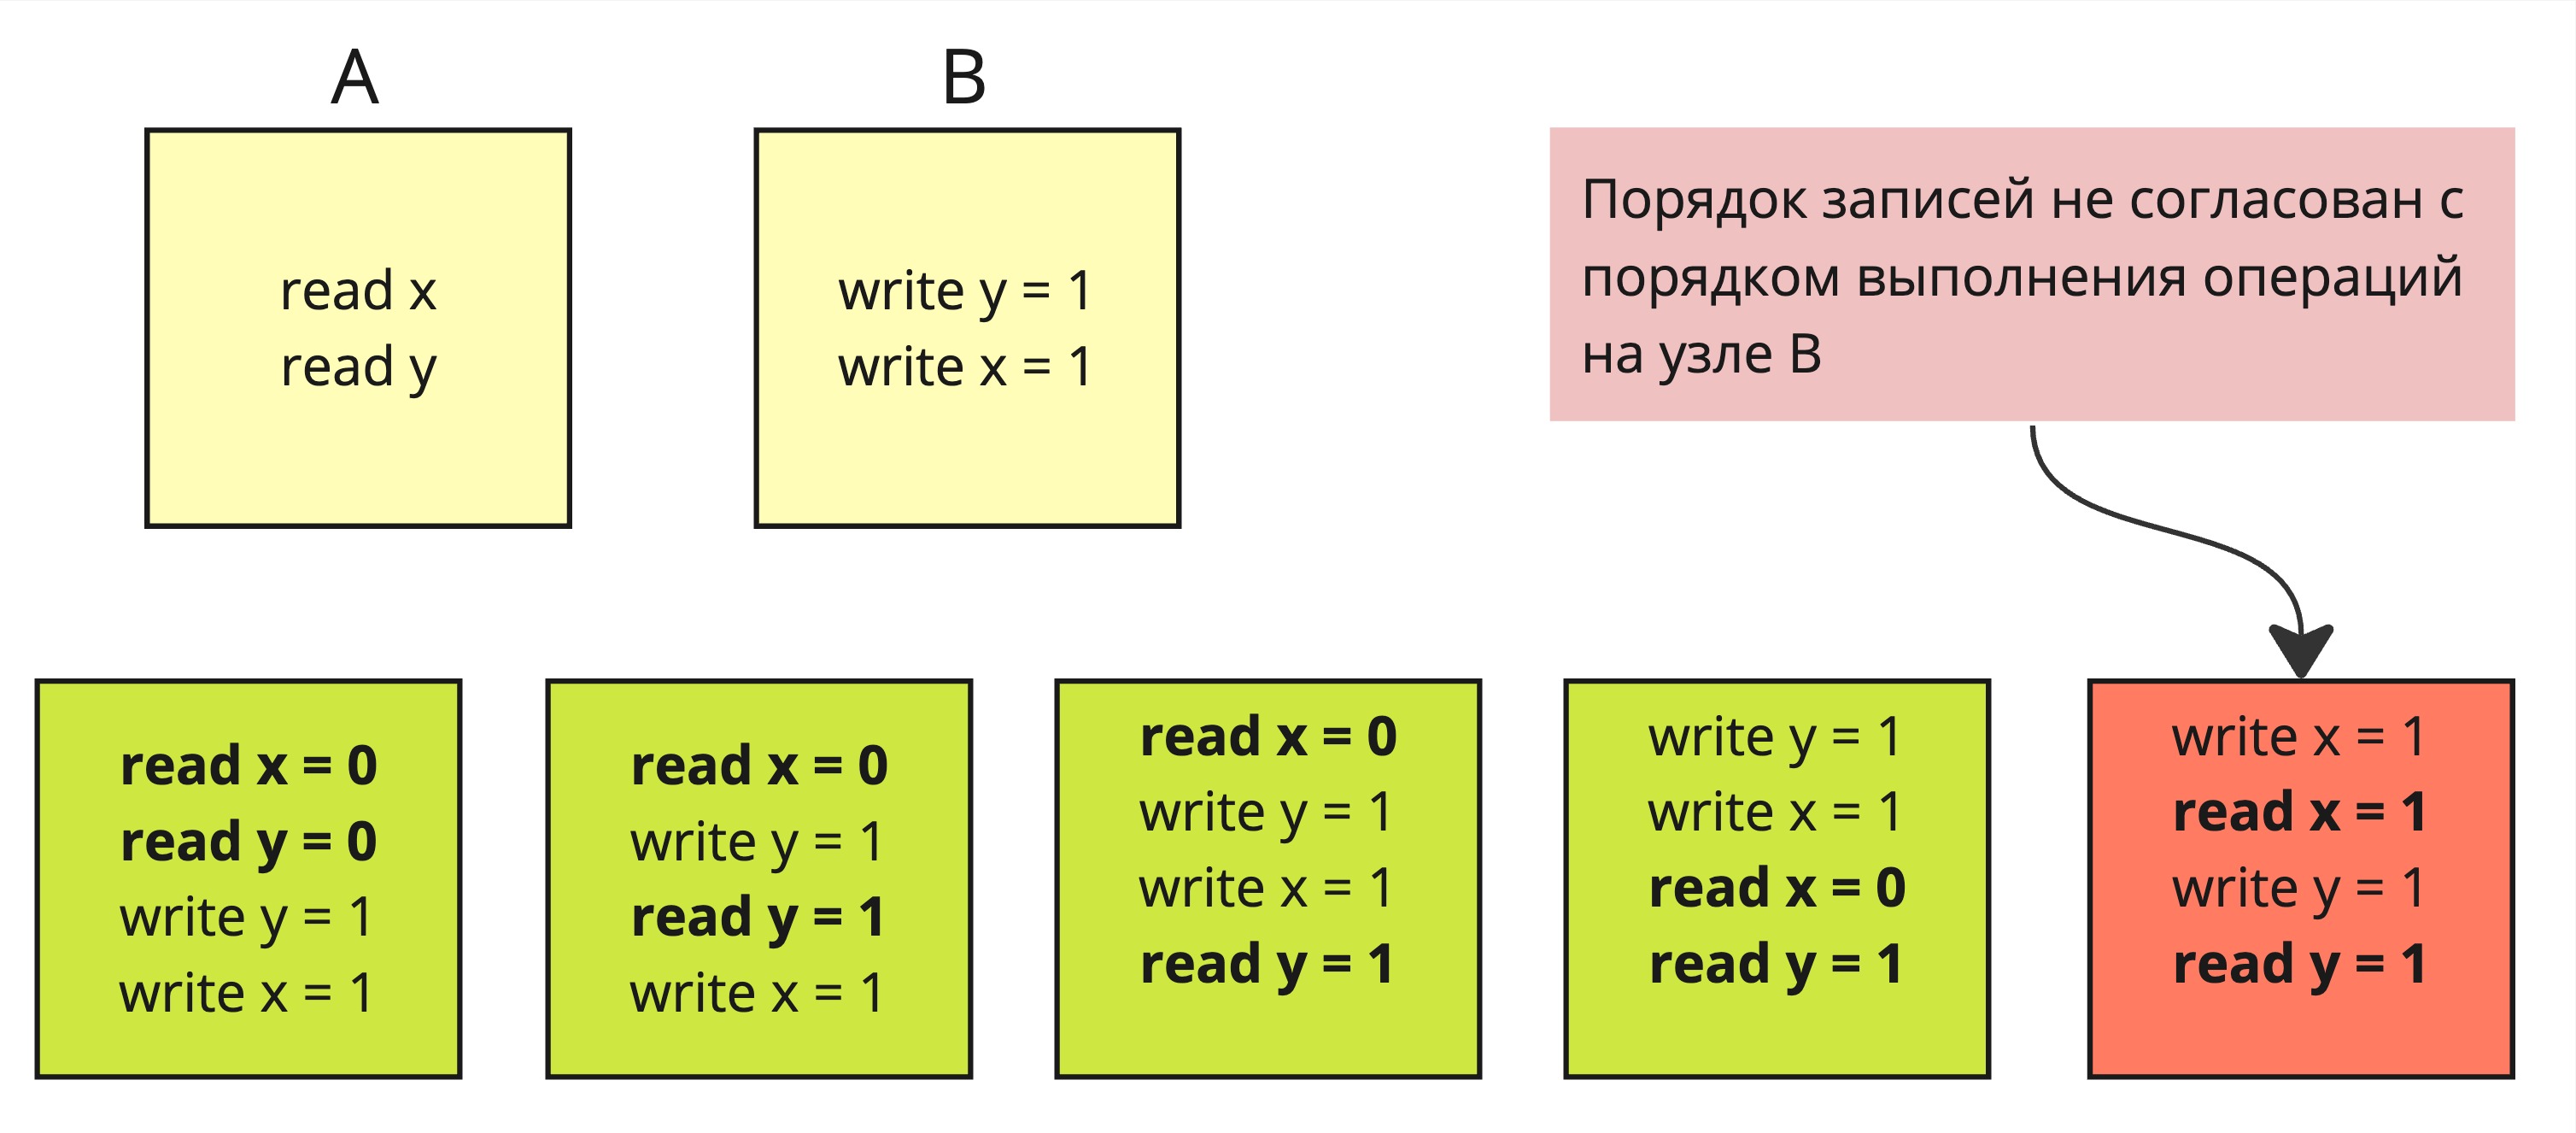 A
B
read x
read y
write y = 1
write x = 1
Порядок записей не согласован с
порядком выполнения операций
на узле B
read x = 0
read y = 0
write y = 1
write x = 1
read x = 0
write y = 1
read y = 1
write x = 1
read x = 0
write y = 1
write x = 1
read y = 1
write y = 1
write x = 1
read x = 0
read y = 1
write x = 1
read x = 1
write y = 1
read y = 1